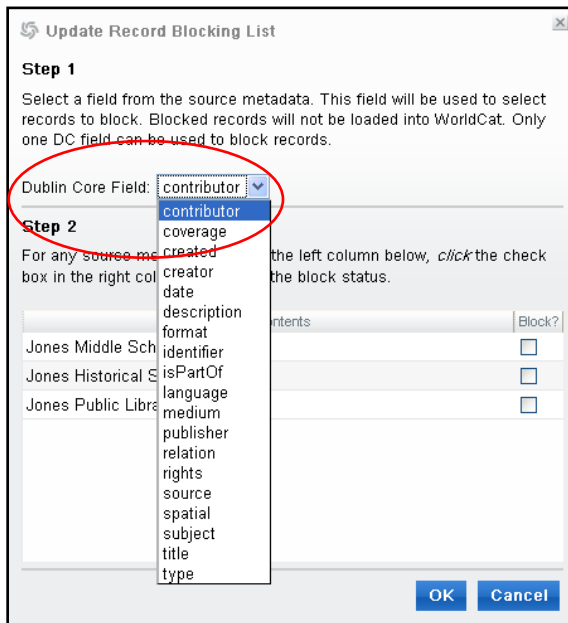 Update Record Blocking List
Step 1
Select a field from the source metadata. This field will be used to select
records to block. Blocked records will not be loaded into WorldCat. Only
one DC field can be used to block records.
Dublin Core Field: contributor
contributor
coverage
created
creator
date
description
format
identifier
isPartOf
language
medium
publisher
relation
rights
source
spatial
subject
title
type
Step 2
For any source me the left column below, click the check
box in the right col the block status.
ntents Block?
Jones Middle Sch
Jones Historical S
Jones Public Libra
OK Cancel